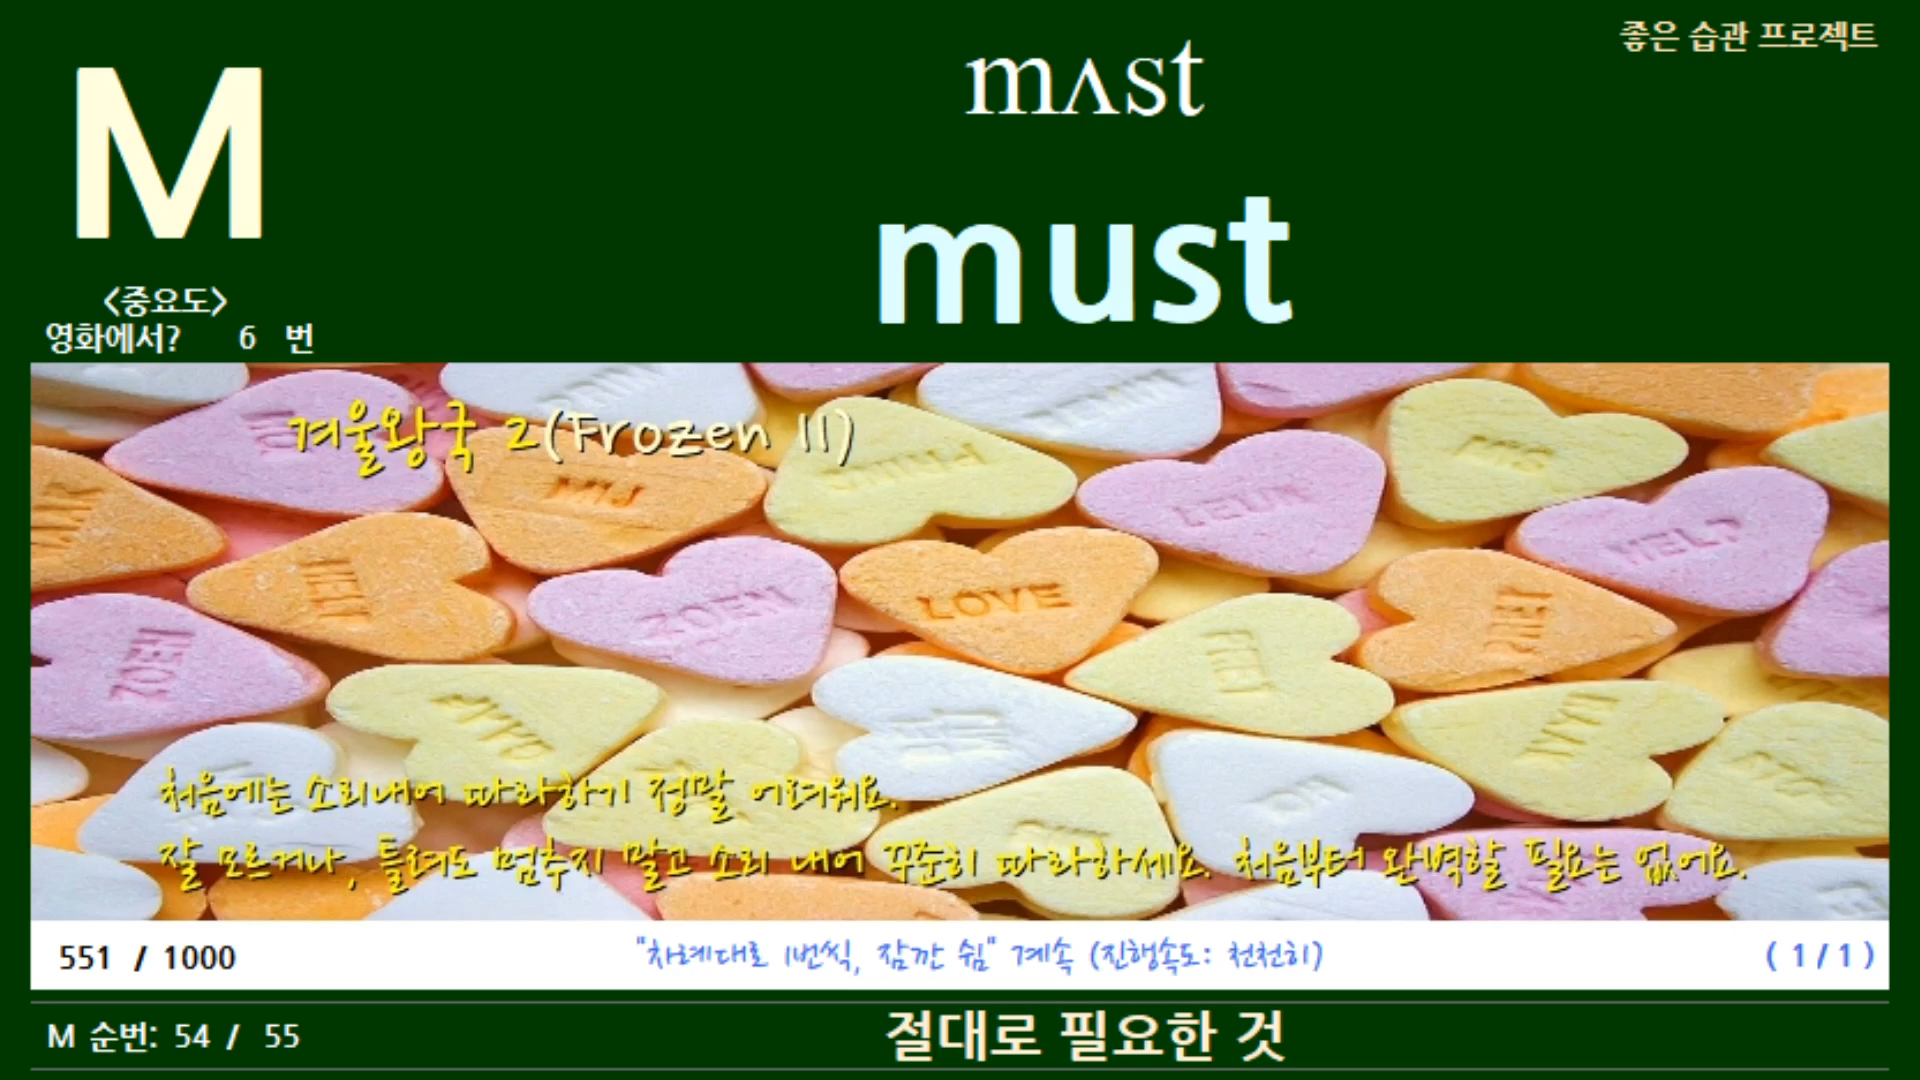 좋은 습관 프로젝트
M
mʌst
must
<중요도>
영화에서? 6 번
겨울왕국 2(Frozen II)
LOVE
ZOEN
HELP
처음에는 소리내어 따라하기 정말 어려워요.
잘 모르거나, 틀려도 멈추지 말고 소리 내어 꾸준히 따라하세요. 처음부터 완벽할 필요는 없어요.
551 / 1000
"차례대로 1번씩, 잠깐 쉼" 계속 (진행속도: 천천히)
( 1 / 1 )
M 순번: 54 / 55
절대로 필요한 것